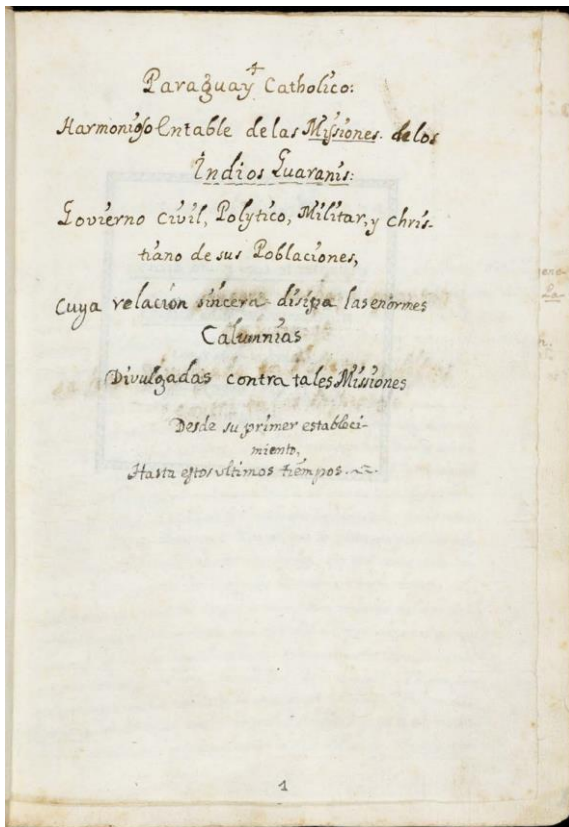 Paraguay Catholico:
Harmonioso Entable de las Missiones de los
Indios Guaranis:
Govierno Civil, Polytico, Militar, y Chris-
tiano de sus Poblaciones,
Cuya relación sincera disipa las enormes
Calumnias
Divulgadas contra tales Missiones
Desde su primer estableci-
miento,
Hasta estos ultimos tiempos.
1